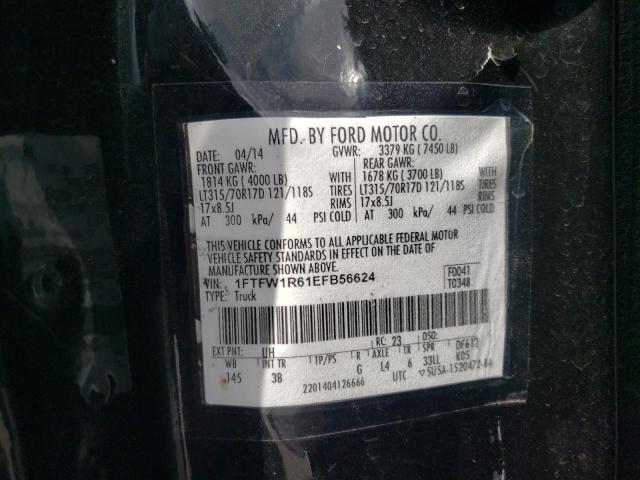 MFD. BY FORD MOTOR CO.
DATE: 04/14 GVWR: 3379 KG ( 7450 LB)
FRONT GAWR: REAR GAWR:
1814 KG ( 4000 LB) WITH 1678 KG ( 3700 LB) WITH
LT315/70R17D 121/118S TIRES LT315/70R17D 121/118S TIRES
17x8.5J RIMS 17x8.5J RIMS
AT 300 kPa/ 44 PSI COLD AT 300 kPa/ 44 PSI COLD
THIS VEHICLE CONFORMS TO ALL APPLICABLE FEDERAL MOTOR
VEHICLE SAFETY STANDARDS IN EFFECT ON THE DATE OF
MANUFACTURE SHOWN ABOVE.
VIN: 1FTFW1R61EFB56624 F0041
TYPE: Truck T0348
EXT PNT: UH RC: 23 DSO:
WB INT TR TP/PS R AXLE TR SPR DF612
145 3B G L4 6 33LL K05
2201404126666 UTC ▽5U5A-1520472-BA